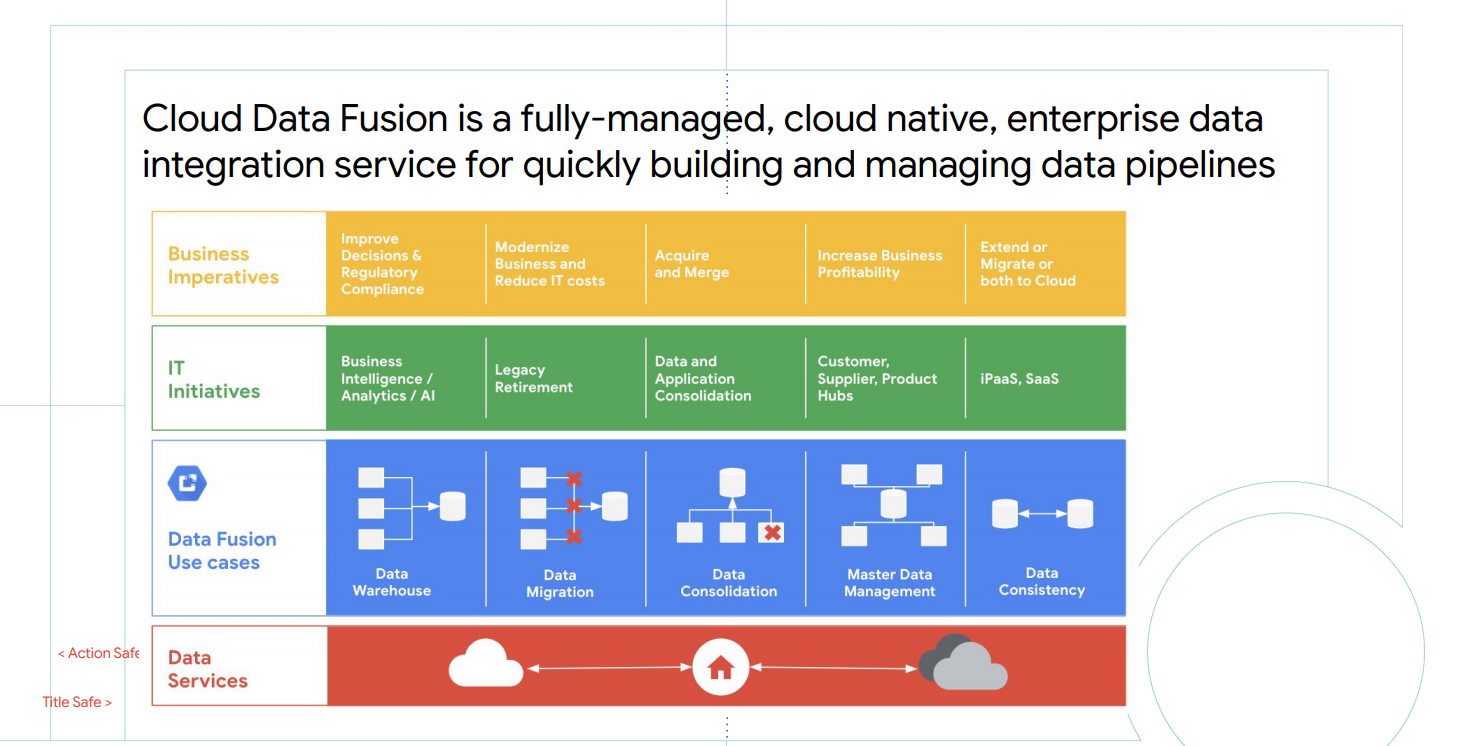 Cloud Data Fusion is a fully-managed, cloud native, enterprise data
integration service for quickly building and managing data pipelines
Business
Imperatives
Improve
Decisions &
Regulatory
Compliance
Modernize
Business and
Reduce IT costs
Acquire
and Merge
Increase Business
Profitability
Extend or
Migrate or
both to Cloud
IT
Initiatives
Business
Intelligence /
Analytics / AI
Legacy
Retirement
Data and
Application
Consolidation
Customer,
Supplier, Product
Hubs
iPaaS, SaaS
Data Fusion
Use cases
Data
Warehouse
Data
Migration
Data
Consolidation
Master Data
Management
Data
Consistency
< Action Safe
Data
Services
Title Safe >